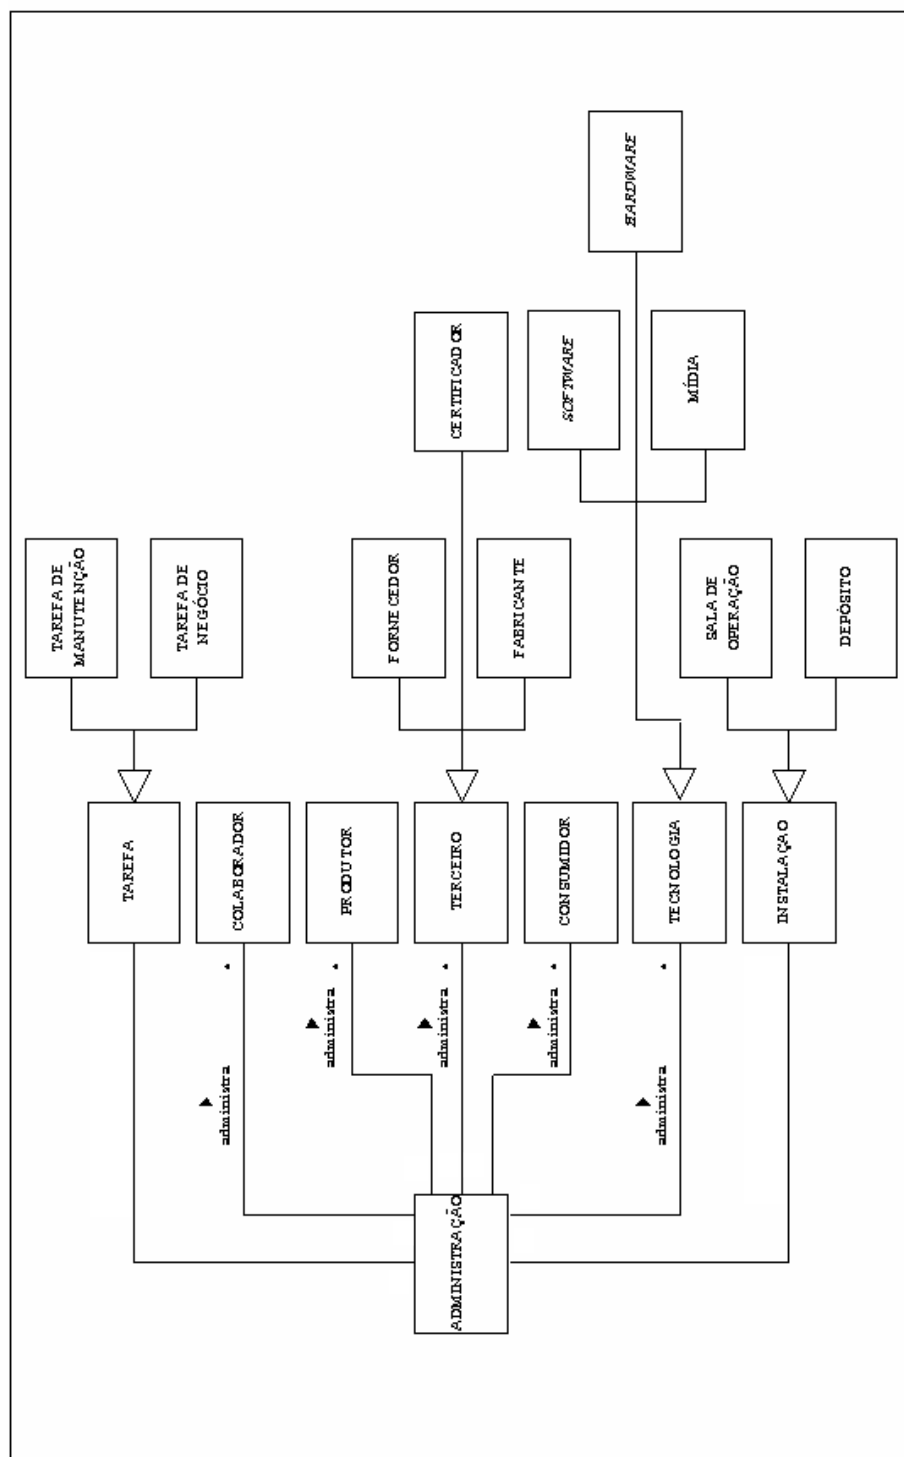 TAREFA DE
MANUTENÇÃO
TAREFA
TAREFA DE
NEGÓCIO
administra * COLABORADOR
administra * PRODUTOR
FORNECEDOR
administra * TERCEIRO
CERTIFICADOR
ADMINISTRAÇÃO
FABRICANTE
administra * CONSUMIDOR
SOFTWARE
HARDWARE
administra * TECNOLOGIA
MÍDIA
SALA DE
OPERAÇÃO
INSTALAÇAO
DEPÓSITO